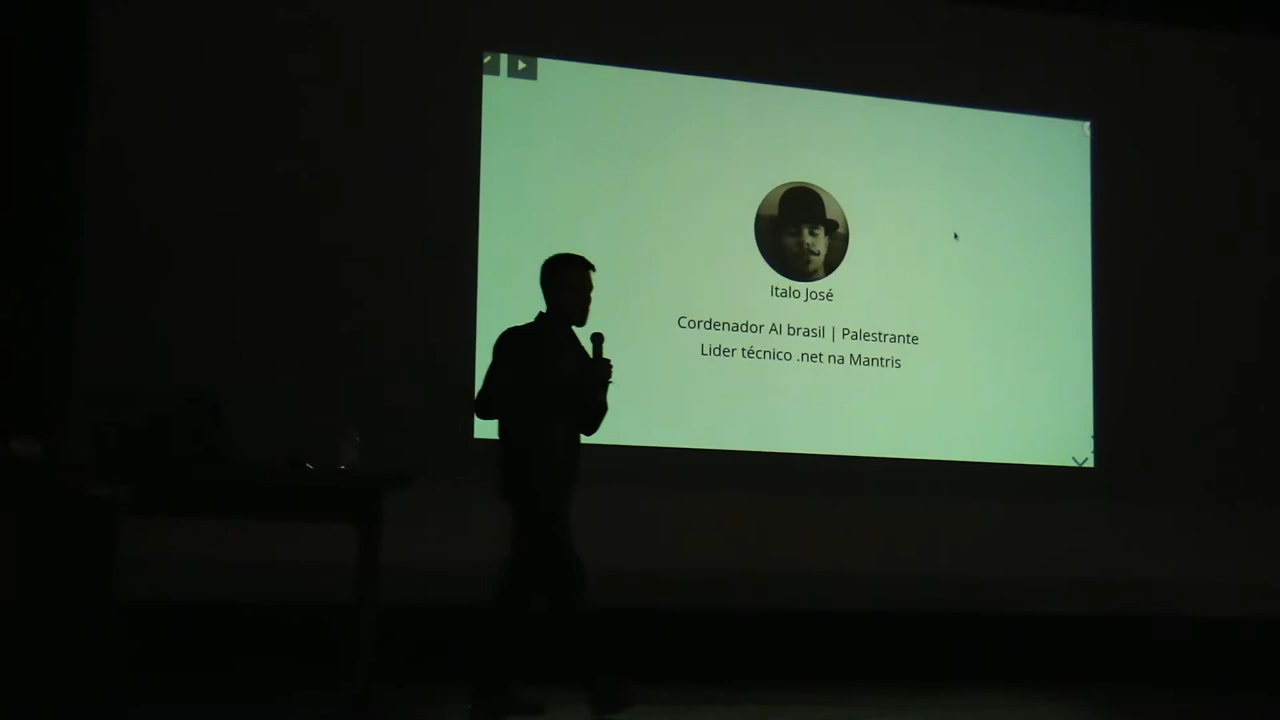 Italo José
Cordenador AI brasil | Palestrante
Lider técnico .net na Mantris